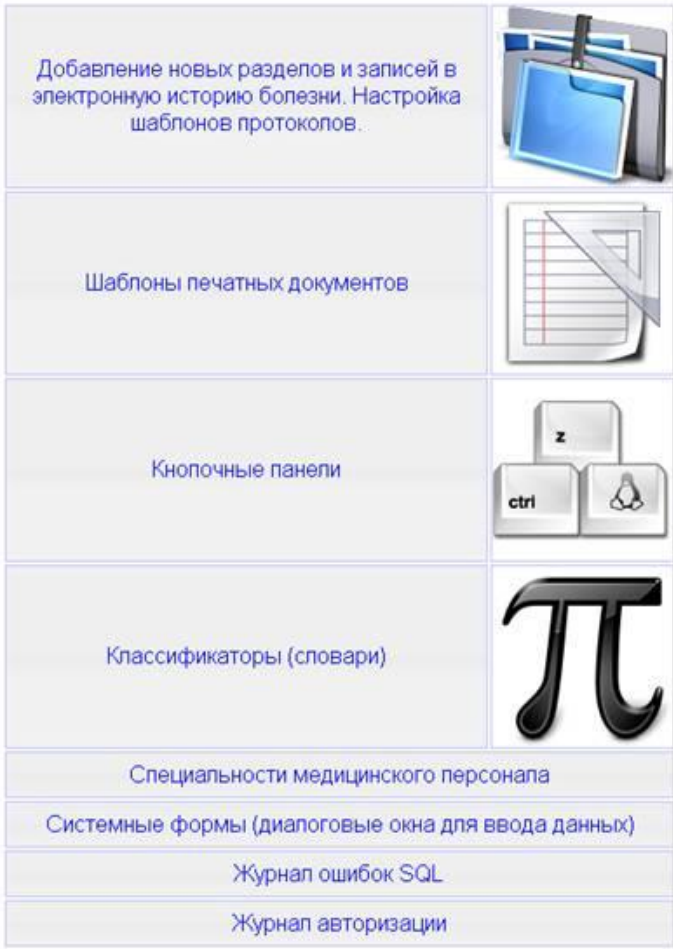 Добавление новых разделов и записей в
электронную историю болезни. Настройка
шаблонов протоколов.
Шаблоны печатных документов
Кнопочные панели
z
ctrl
Классификаторы (словари)
π
Специальности медицинского персонала
Системные формы (диалоговые окна для ввода данных)
Журнал ошибок SQL
Журнал авторизации